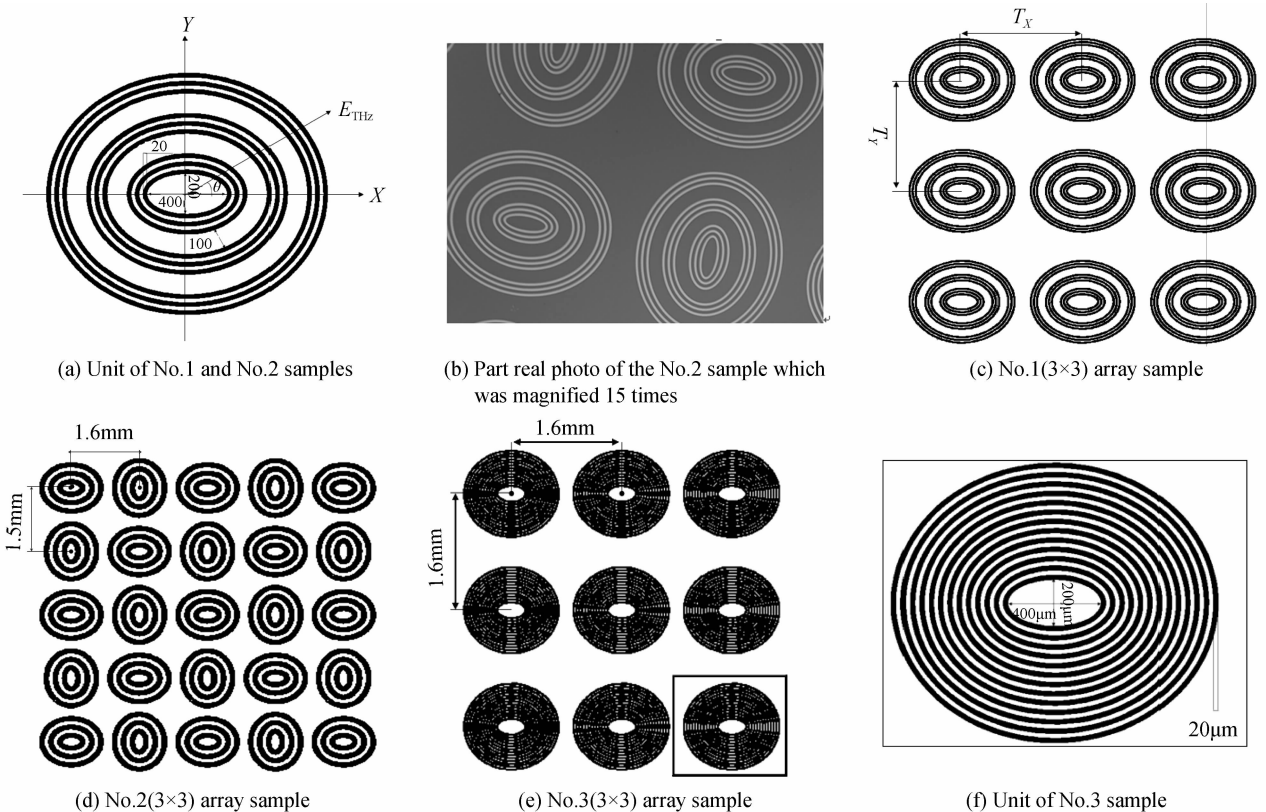 Y
E THz
20
200
θ
X
400
100
(a) Unit of No.1 and No.2 samples
(b) Part real photo of the No.2 sample which
was magnified 15 times
T X
T Y
(c) No.1(3×3) array sample
1.6mm
1.5mm
(d) No.2(3×3) array sample
1.6mm
1.6mm
(e) No.3(3×3) array sample
200μm
400μm
20μm
(f) Unit of No.3 sample